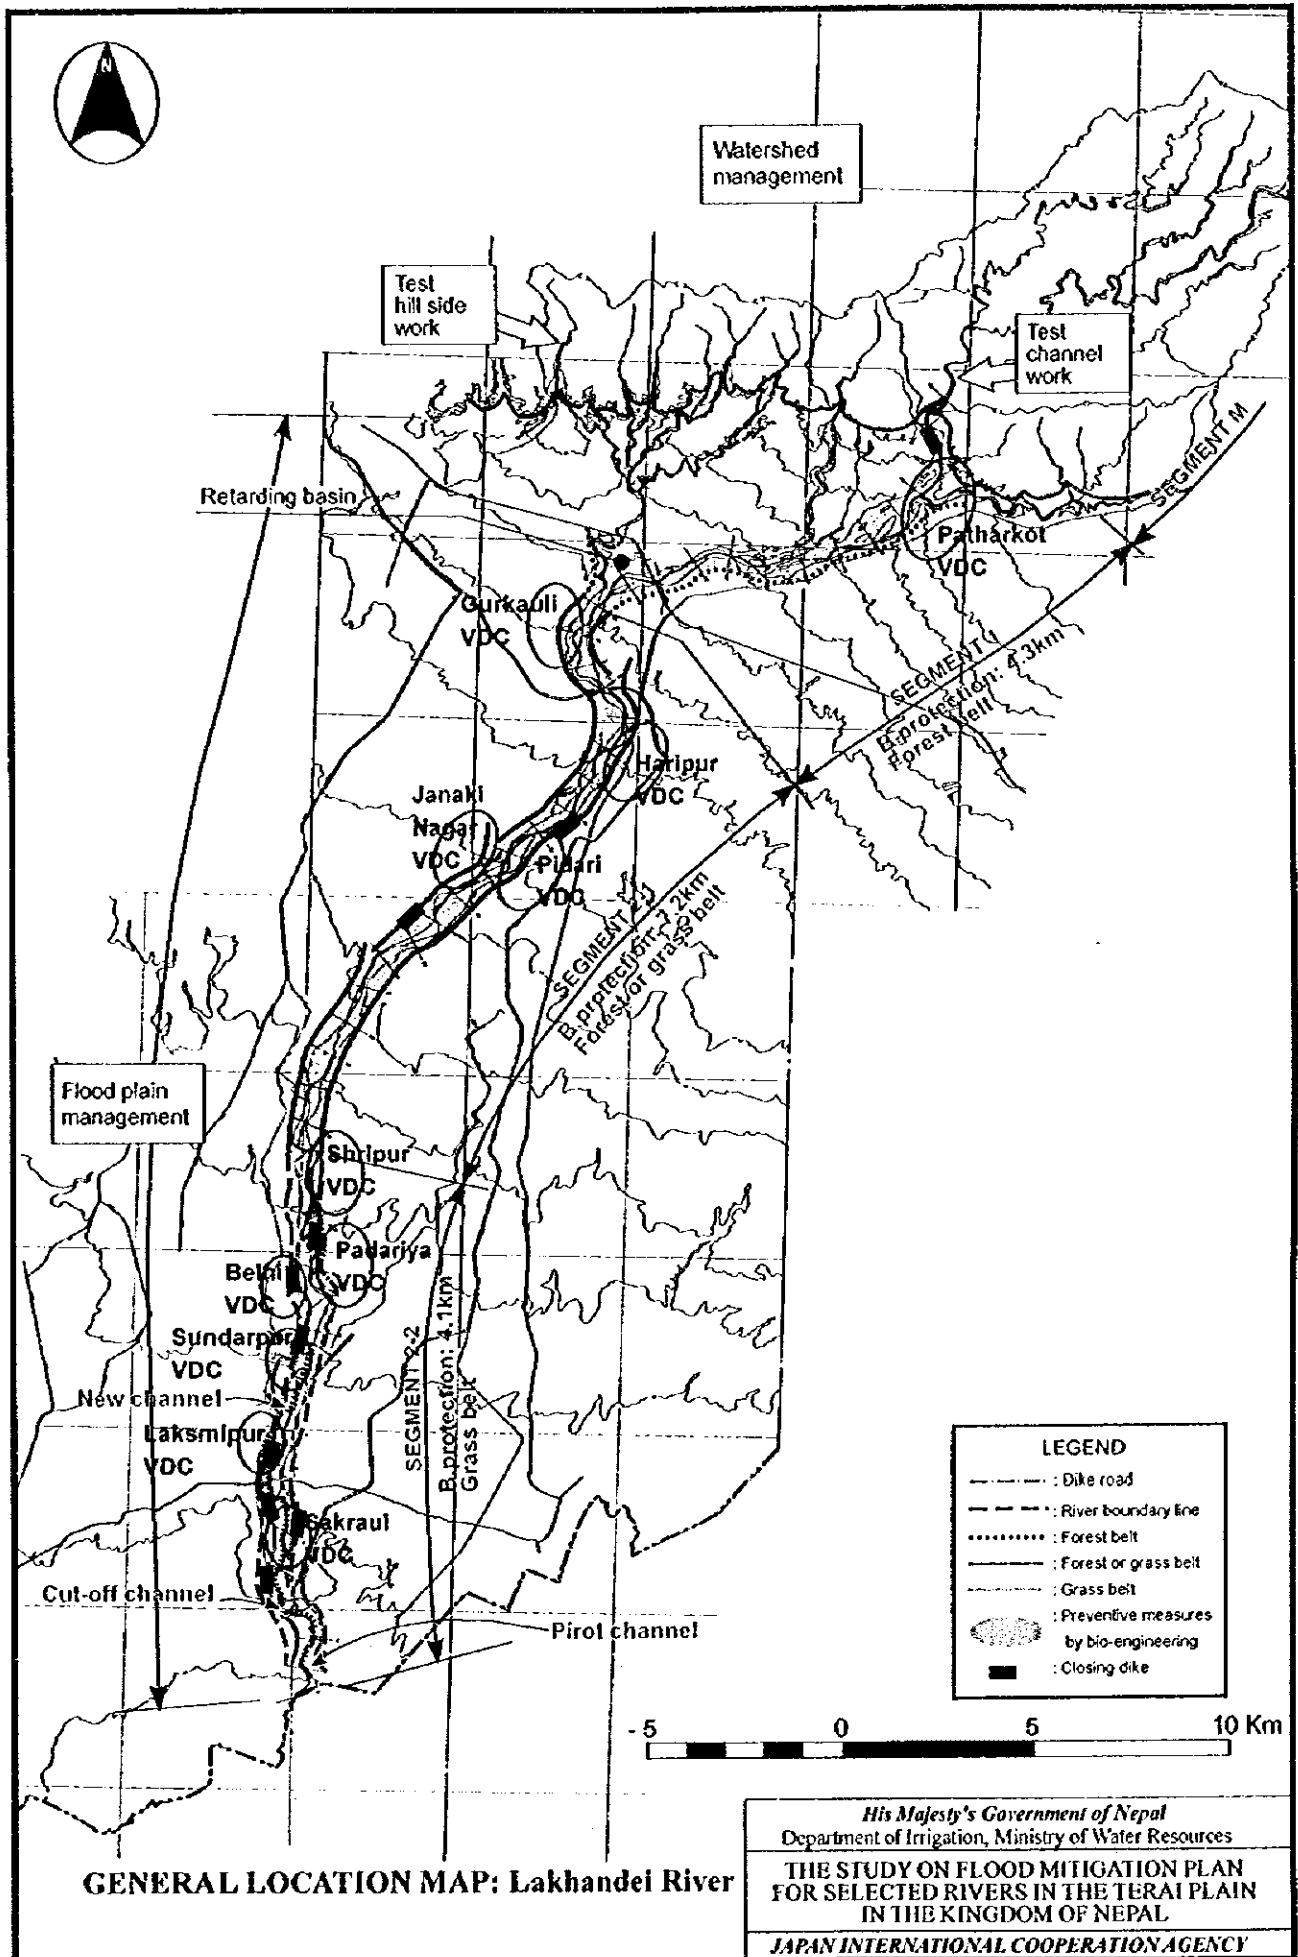 N
Watershed
management
Test
hill side
work
Test
channel
work
SEGMENT M
Retarding basin
Patharkot
VDC
Gurkauli
VDC
SEGMENT 1
B.protection: 4.3km
Forest belt
Haripur
VDC
Janaki
Nagar
VDC
Pidari
VDC
SEGMENT 2-1
B.protection: 7.2km
Forest or grass belt
Flood plain
management
Shripur
VDC
Padariya
VDC
Belhi
VDC
Sundarpur
VDC
New channel
SEGMENT 2-2
B.protection: 4.1km
Grass belt
Laksmipur
VDC
Sakraul
VDC
Cut-off channel
Pirot channel
LEGEND
: Dike road
: River boundary line
: Forest belt
: Forest or grass belt
: Grass belt
: Preventive measures
by bio-engineering
: Closing dike
- 5 0 5 10 Km
GENERAL LOCATION MAP: Lakhandei River
His Majesty's Government of Nepal
Department of Irrigation, Ministry of Water Resources
THE STUDY ON FLOOD MITIGATION PLAN
FOR SELECTED RIVERS IN THE TERAI PLAIN
IN THE KINGDOM OF NEPAL
JAPAN INTERNATIONAL COOPERATION AGENCY